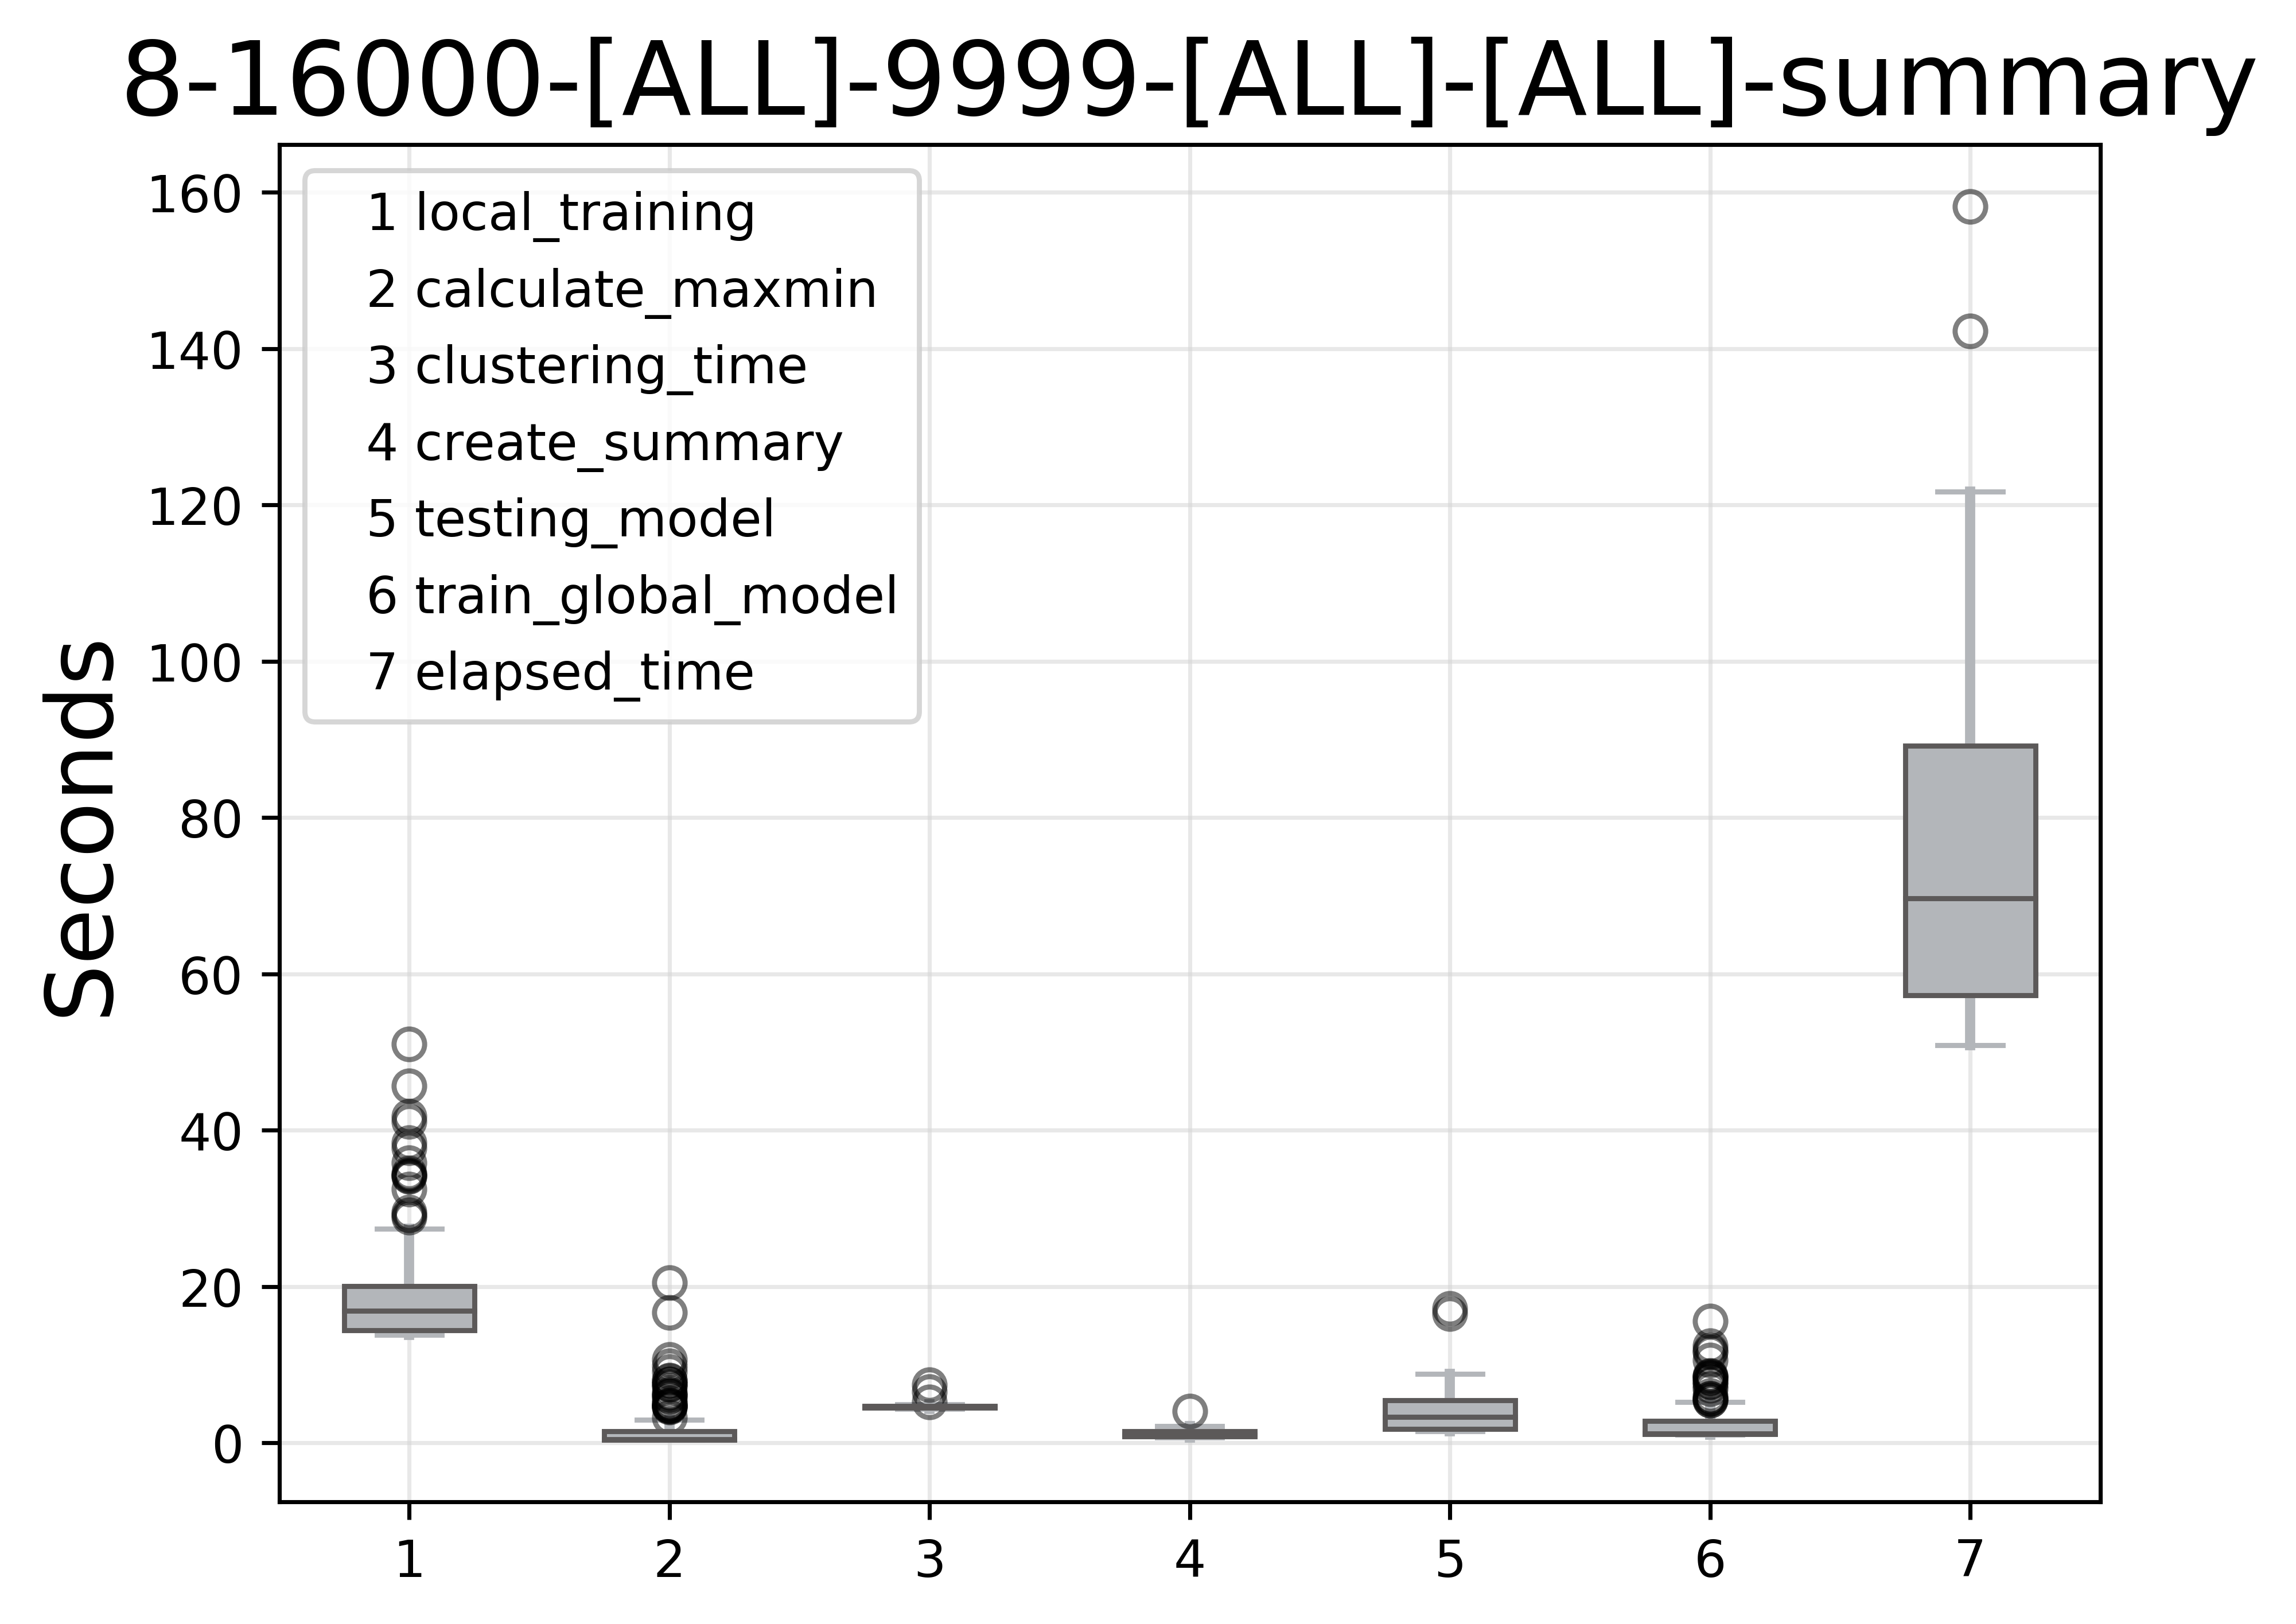 8-16000-[ALL]-9999-[ALL]-[ALL]-summary
Seconds
160
140
120
100
80
60
40
20
0
1 local_training
2 calculate_maxmin
3 clustering_time
4 create_summary
5 testing_model
6 train_global_model
7 elapsed_time
1 2 3 4 5 6 7